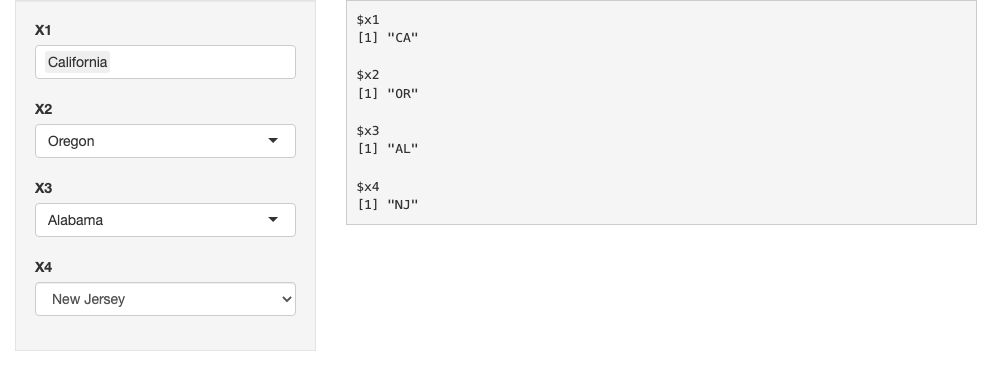 X1
California
X2
Oregon
X3
Alabama
X4
New Jersey
$x1
[1] "CA"
$x2
[1] "OR"
$x3
[1] "AL"
$x4
[1] "NJ"